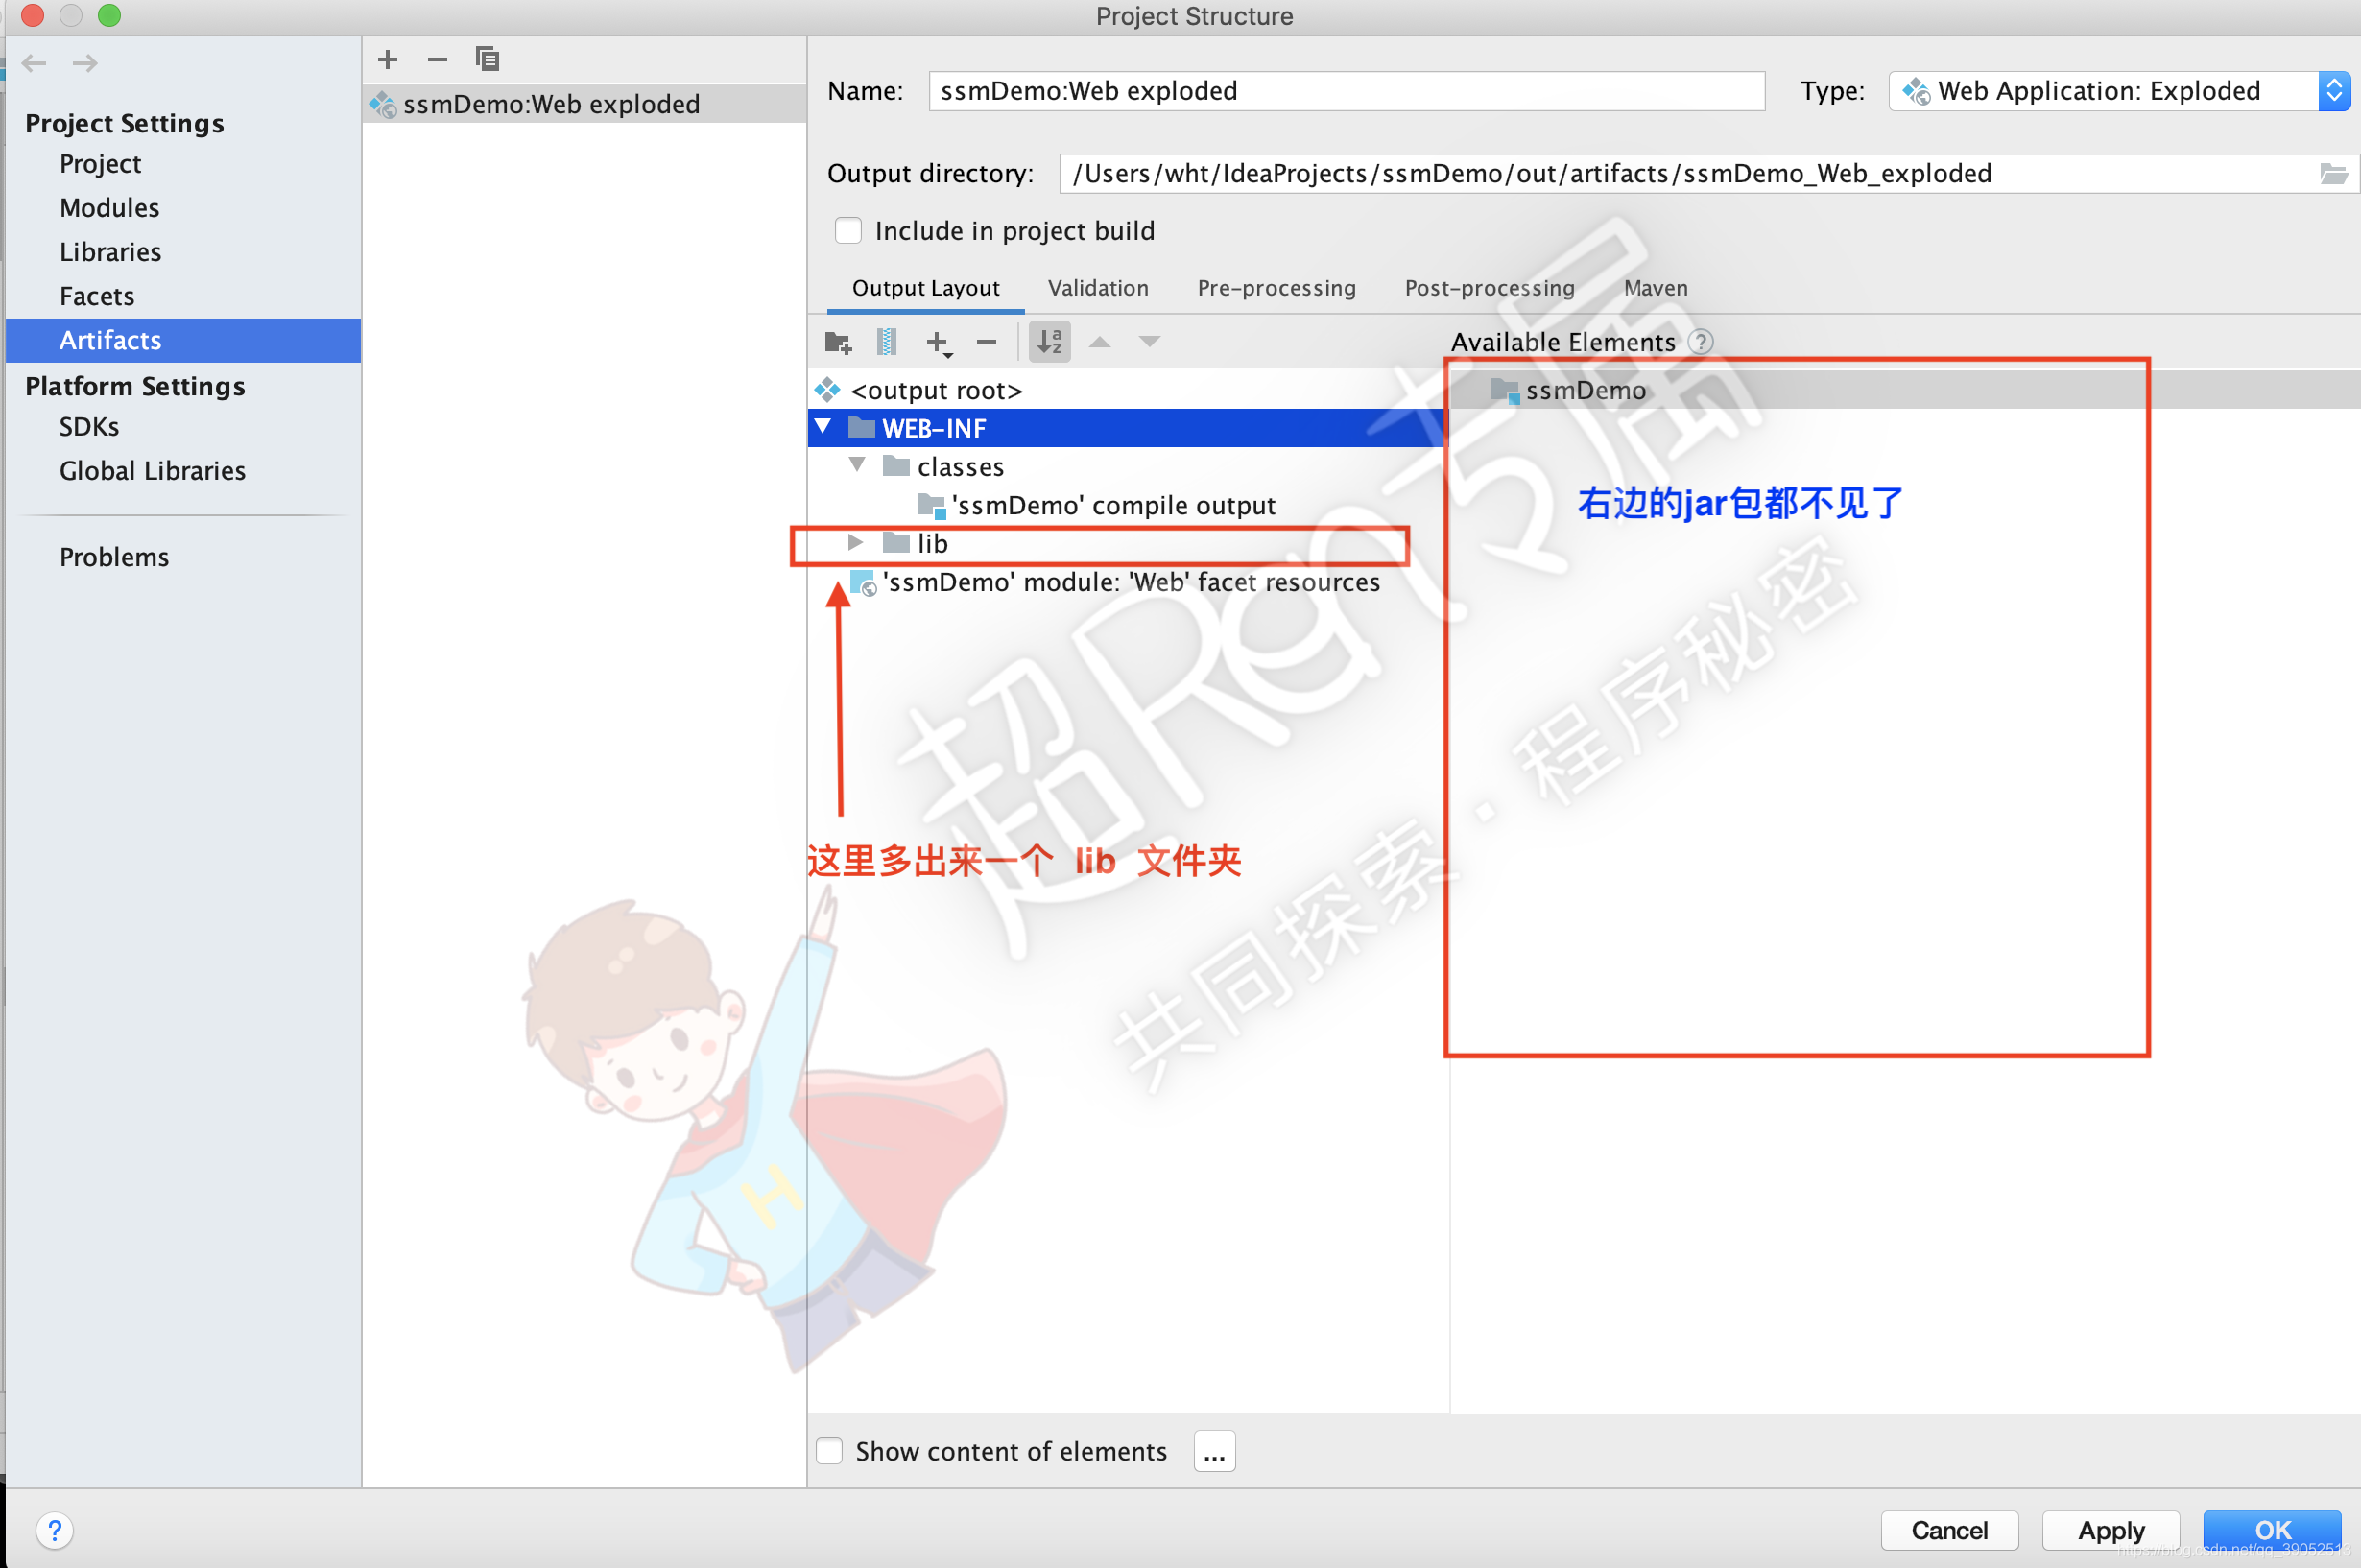 Project Structure
Project Settings
Project
Modules
Libraries
Facets
Artifacts
Platform Settings
SDKs
Global Libraries
Problems
ssmDemo:Web exploded
Name: ssmDemo:Web exploded Type: Web Application: Exploded
Output directory: /Users/wht/IdeaProjects/ssmDemo/out/artifacts/ssmDemo_Web_exploded
Include in project build
Output Layout Validation Pre-processing Post-processing Maven
Available Elements ?
<output root>
WEB-INF
classes
'ssmDemo' compile output
lib
'ssmDemo' module: 'Web' facet resources
ssmDemo
右边的jar包都不见了
这里多出来一个 lib 文件夹
超Ren专属
共同探索·程序秘密
H
Show content of elements ...
? Cancel Apply OK
https://blog.csdn.net/qq_39052513